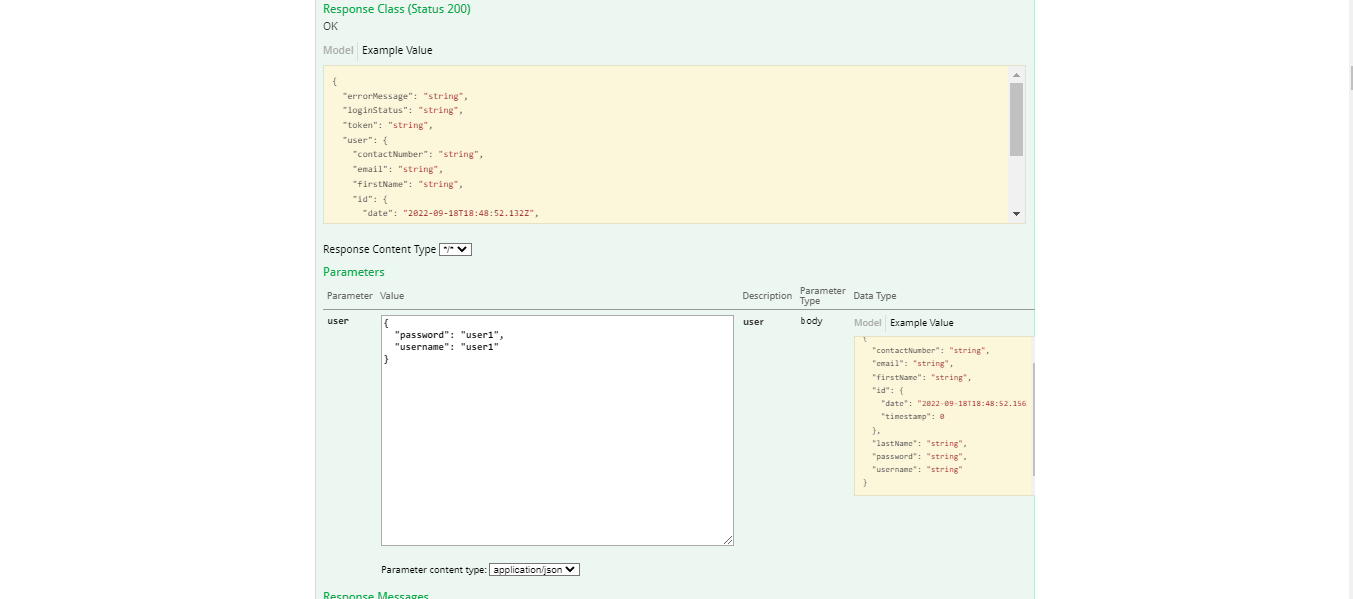 Response Class (Status 200)
OK
Model Example Value
{
"errorMessage": "string",
"loginStatus": "string",
"token": "string",
"user": {
"contactNumber": "string",
"email": "string",
"firstName": "string",
"id": {
"date": "2022-09-18T18:48:52.132Z",
Response Content Type */*
Parameters
Parameter Value Description Parameter Type Data Type
user
{
"password": "user1",
"username": "user1"
}
user
body
Model Example Value
{
"contactNumber": "string",
"email": "string",
"firstName": "string",
"id": {
"date": "2022-09-18T18:48:52.156
"timestamp": 0
},
"lastName": "string",
"password": "string",
"username": "string"
}
Parameter content type: application/json
Response Messages